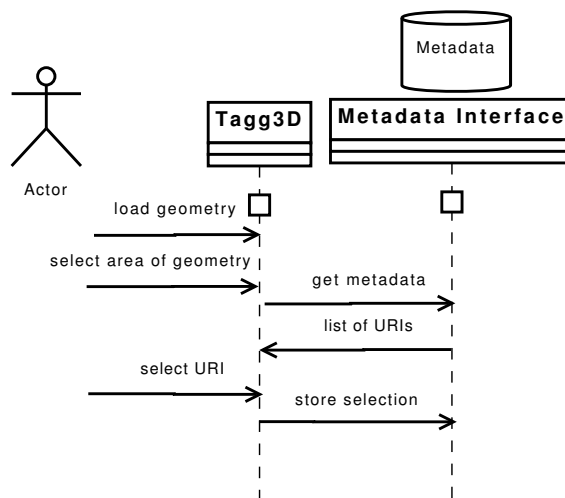 Metadata
Tagg3D
Metadata Interface
Actor
load geometry
select area of geometry
get metadata
list of URIs
select URI
store selection